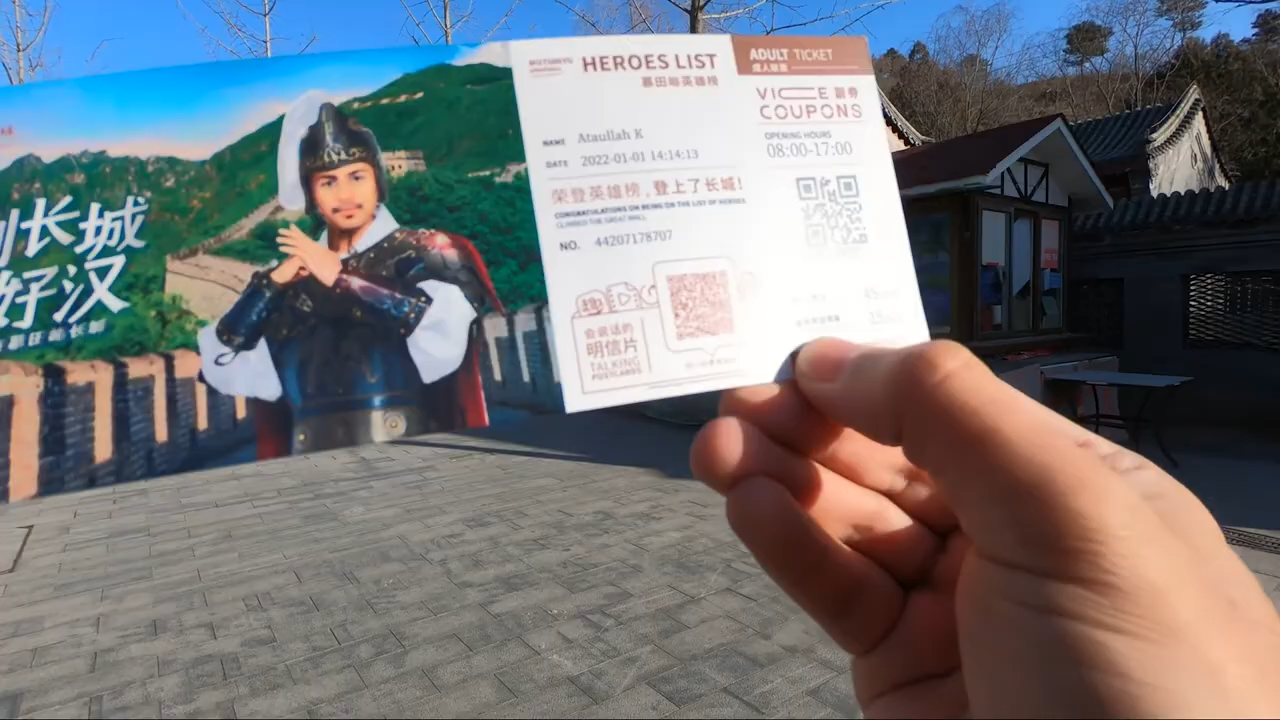 到长城
好汉
MUTIANYU
HEROES LIST
慕田峪英雄榜
NAME Ataullah K
DATE 2022-01-01 14:14:13
荣登英雄榜，登上了长城！
CONGRATULATIONS ON BEING ON THE LIST OF HEROES.
CLIMBED THE GREAT WALL.
NO. 44207178707
会说话的
明信片
TALKING
POSTCARDS
ADULT TICKET
成人联票
VICE 副券
COUPONS
OPENING HOURS
08:00-17:00